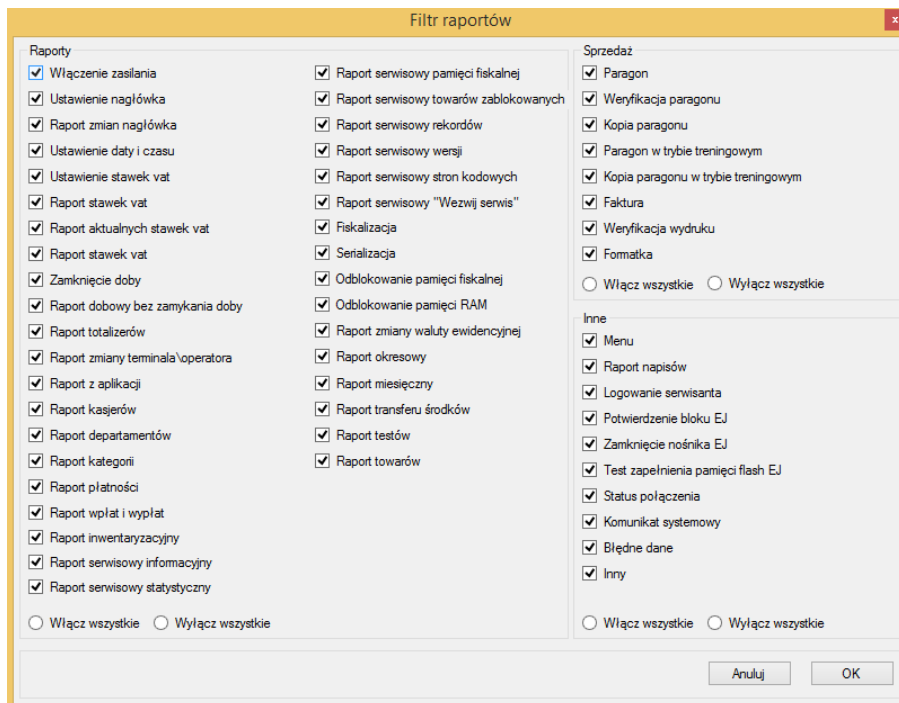 Filtr raportów
x
Raporty
Włączenie zasilania
Ustawienie nagłówka
Raport zmian nagłówka
Ustawienie daty i czasu
Ustawienie stawek vat
Raport stawek vat
Raport aktualnych stawek vat
Raport stawek vat
Zamknięcie doby
Raport dobowy bez zamykania doby
Raport totalizerów
Raport zmiany terminala\operatora
Raport z aplikacji
Raport kasjerów
Raport departamentów
Raport kategorii
Raport płatności
Raport wpłat i wypłat
Raport inwentaryzacyjny
Raport serwisowy informacyjny
Raport serwisowy statystyczny
Raport serwisowy pamięci fiskalnej
Raport serwisowy towarów zablokowanych
Raport serwisowy rekordów
Raport serwisowy wersji
Raport serwisowy stron kodowych
Raport serwisowy "Wezwij serwis"
Fiskalizacja
Serializacja
Odblokowanie pamięci fiskalnej
Odblokowanie pamięci RAM
Raport zmiany waluty ewidencyjnej
Raport okresowy
Raport miesięczny
Raport transferu środków
Raport testów
Raport towarów
Włącz wszystkie Wyłącz wszystkie
Sprzedaż
Paragon
Weryfikacja paragonu
Kopia paragonu
Paragon w trybie treningowym
Kopia paragonu w trybie treningowym
Faktura
Weryfikacja wydruku
Formatka
Włącz wszystkie Wyłącz wszystkie
Inne
Menu
Raport napisów
Logowanie serwisanta
Potwierdzenie bloku EJ
Zamknięcie nośnika EJ
Test zapełnienia pamięci flash EJ
Status połączenia
Komunikat systemowy
Błędne dane
Inny
Włącz wszystkie Wyłącz wszystkie
Anuluj OK